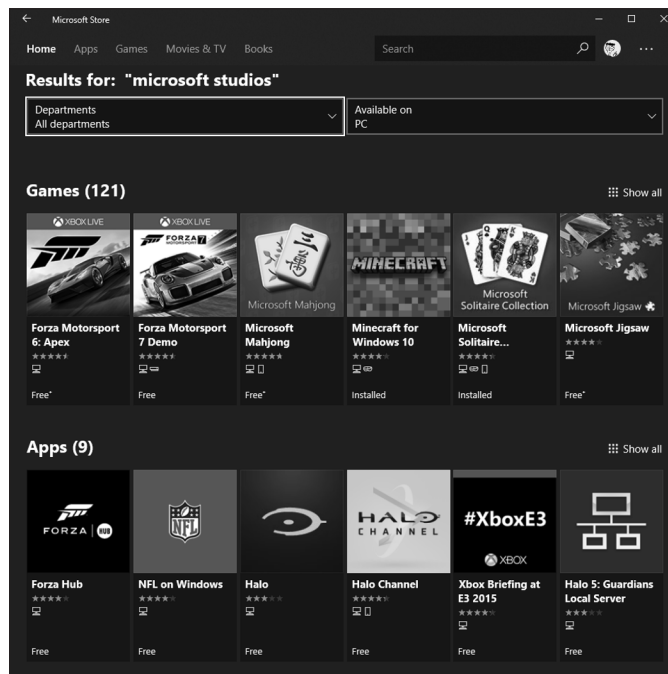 Microsoft Store
Home Apps Games Movies & TV Books Search
Results for: "microsoft studios"
Departments
All departments
Available on
PC
Games (121) Show all
XBOX LIVE
Forza Motorsport
6: Apex
Free*
XBOX LIVE
FORZA
MOTORSPORT 7
Forza Motorsport
7 Demo
Free
Microsoft Mahjong
Microsoft
Mahjong
Free*
MINECRAFT
Minecraft for
Windows 10
Installed
Microsoft
Solitaire Collection
Microsoft
Solitaire...
Installed
Microsoft Jigsaw
Microsoft Jigsaw
Free*
Apps (9) Show all
FORZA HUB
Forza Hub
Free
NFL
NFL on Windows
Free
Halo
Free
HALO
CHANNEL
Halo Channel
Free
#XboxE3
XBOX
Xbox Briefing at
E3 2015
Free
Halo 5: Guardians
Local Server
Free